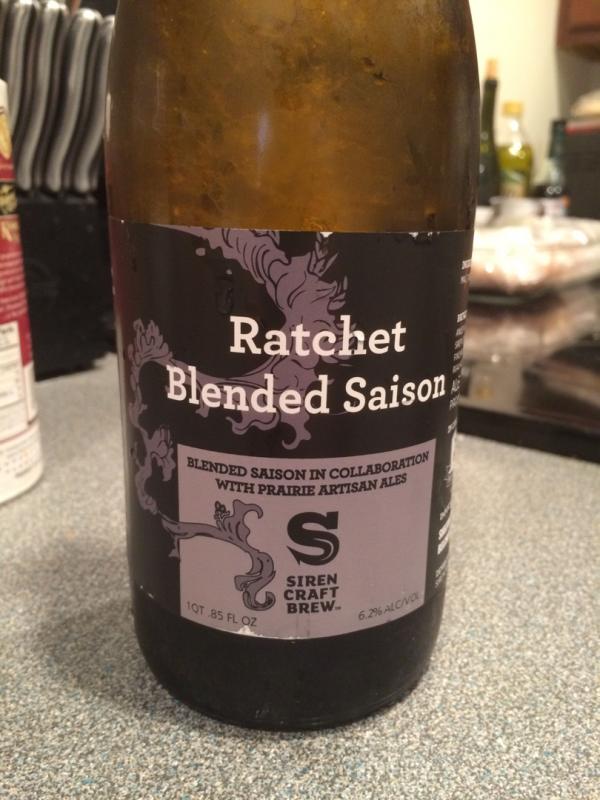 Ratchet
Blended Saison
BLENDED SAISON IN COLLABORATION
WITH PRAIRIE ARTISAN ALES
S
SIREN
CRAFT
BREW™
1QT .85 FL OZ
6.2% ALC/VOL